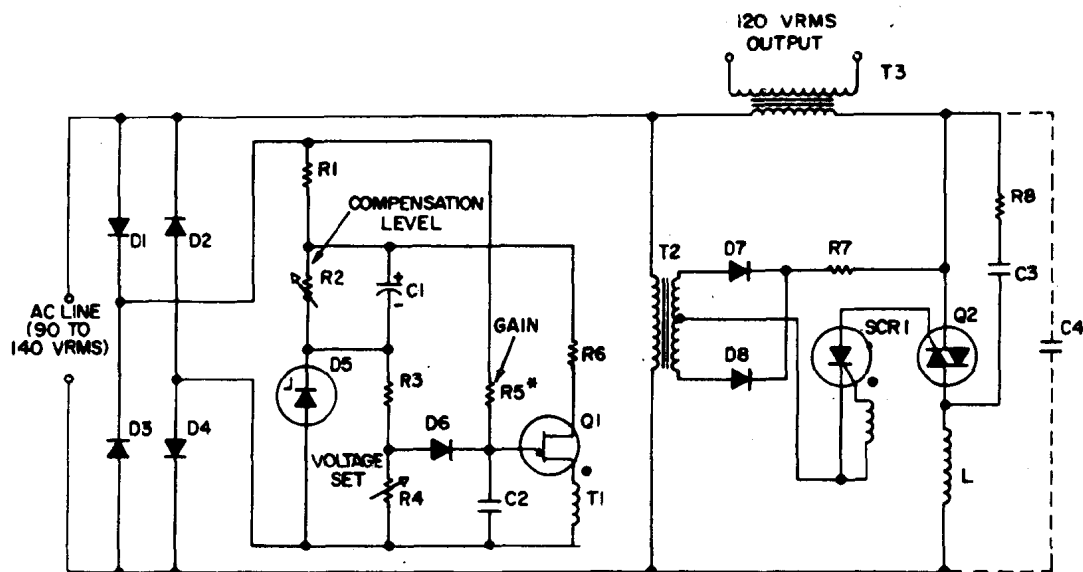 120 VRMS
OUTPUT
T3
R1
COMPENSATION
LEVEL
R8
D1
D2
R2
C1
T2
D7
R7
C3
AC LINE
(90 TO
140 VRMS)
GAIN
SCR1
Q2
C4
D5
R6
D8
R3
R5*
D3
D4
D6
Q1
VOLTAGE
SET
R4
C2
T1
L